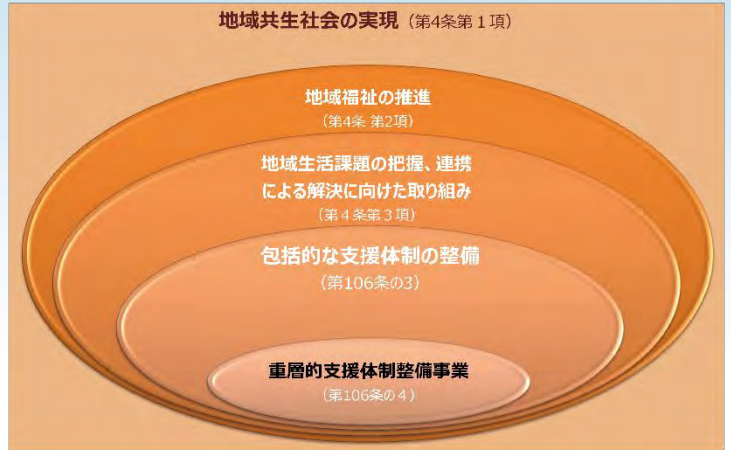 地域共生社会の実現（第4条第１項）
地域福祉の推進
（第4条 第2項）
地域生活課題の把握、連携
による解決に向けた取り組み
（第４条第３項）
包括的な支援体制の整備
（第106条の3）
重層的支援体制整備事業
（第106条の４）